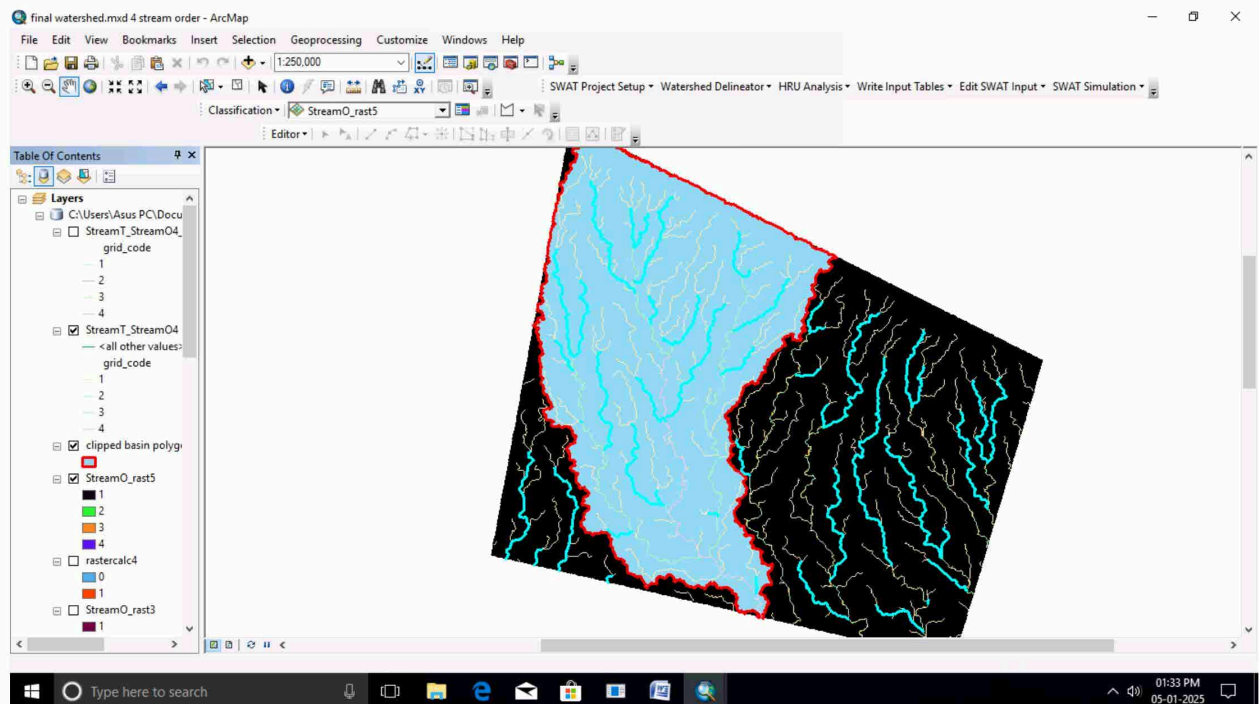 final watershed.mxd 4 stream order - ArcMap
File Edit View Bookmarks Insert Selection Geoprocessing Customize Windows Help
1:250,000
SWAT Project Setup Watershed Delineator HRU Analysis Write Input Tables Edit SWAT Input SWAT Simulation
Classification StreamO_rast5
Editor
Table Of Contents
Layers
C:\Users\Asus PC\Docu
StreamT_StreamO4_
grid_code
1
2
3
4
StreamT_StreamO4
<all other values>
grid_code
1
2
3
4
clipped basin polyg
StreamO_rast5
1
2
3
4
rastercalc4
0
1
StreamO_rast3
1
Type here to search
01:33 PM
05-01-2025